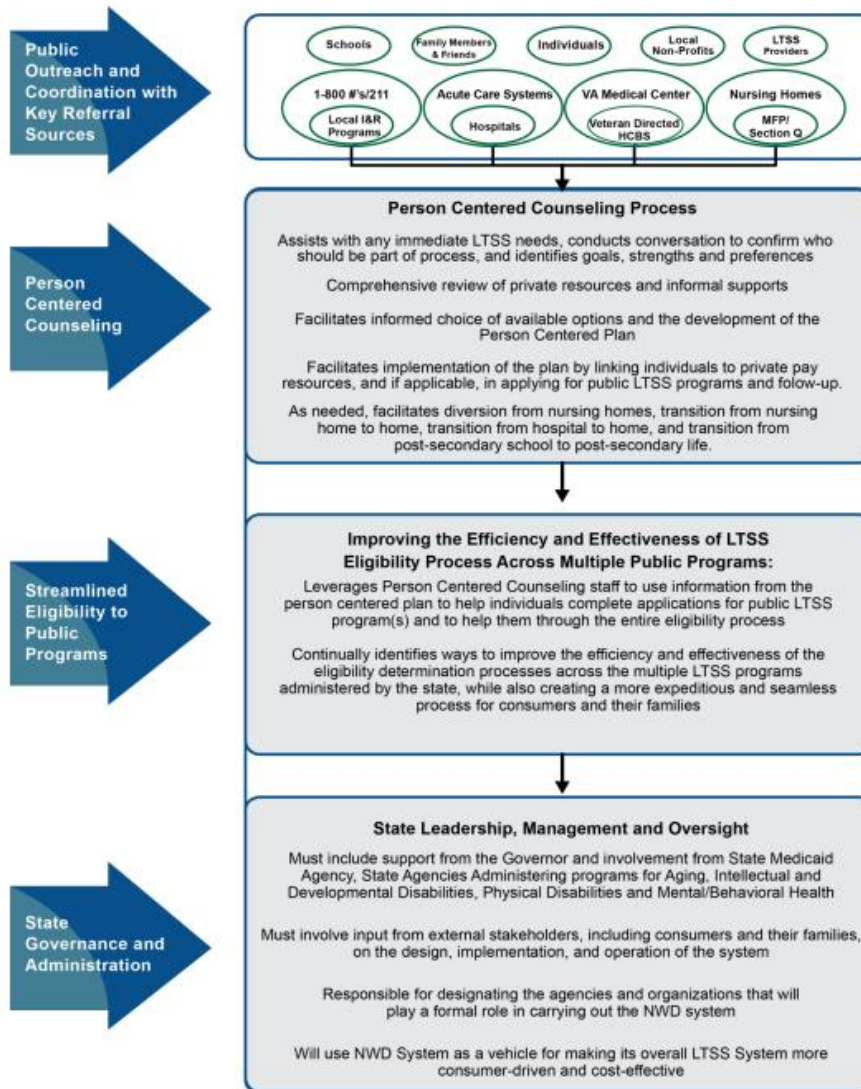 Public
Outreach and
Coordination with
Key Referral
Sources
Schools
Family Members
& Friends
Individuals
Local
Non-Profits
LTSS
Providers
1-800 #'s/211
Local I&R
Programs
Acute Care Systems
Hospitals
VA Medical Center
Veteran Directed
HCBS
Nursing Homes
MFP/
Section Q
Person
Centered
Counseling
Person Centered Counseling Process
Assists with any immediate LTSS needs, conducts conversation to confirm who
should be part of process, and identifies goals, strengths and preferences
Comprehensive review of private resources and informal supports
Facilitates informed choice of available options and the development of the
Person Centered Plan
Facilitates implementation of the plan by linking individuals to private pay
resources, and if applicable, in applying for public LTSS programs and folow-up.
As needed, facilitates diversion from nursing homes, transition from nursing
home to home, transition from hospital to home, and transition from
post-secondary school to post-secondary life.
Streamlined
Eligibility to
Public
Programs
Improving the Efficiency and Effectiveness of LTSS
Eligibility Process Across Multiple Public Programs:
Leverages Person Centered Counseling staff to use information from the
person centered plan to help individuals complete applications for public LTSS
program(s) and to help them through the entire eligibility process
Continually identifies ways to improve the efficiency and effectiveness of the
eligibility determination processes across the multiple LTSS programs
administered by the state, while also creating a more expeditious and seamless
process for consumers and their families
State
Governance and
Administration
State Leadership, Management and Oversight
Must include support from the Governor and involvement from State Medicaid
Agency, State Agencies Administering programs for Aging, Intellectual and
Developmental Disabilities, Physical Disabilities and Mental/Behavioral Health
Must involve input from external stakeholders, including consumers and their families,
on the design, implementation, and operation of the system
Responsible for designating the agencies and organizations that will
play a formal role in carrying out the NWD system
Will use NWD System as a vehicle for making its overall LTSS System more
consumer-driven and cost-effective